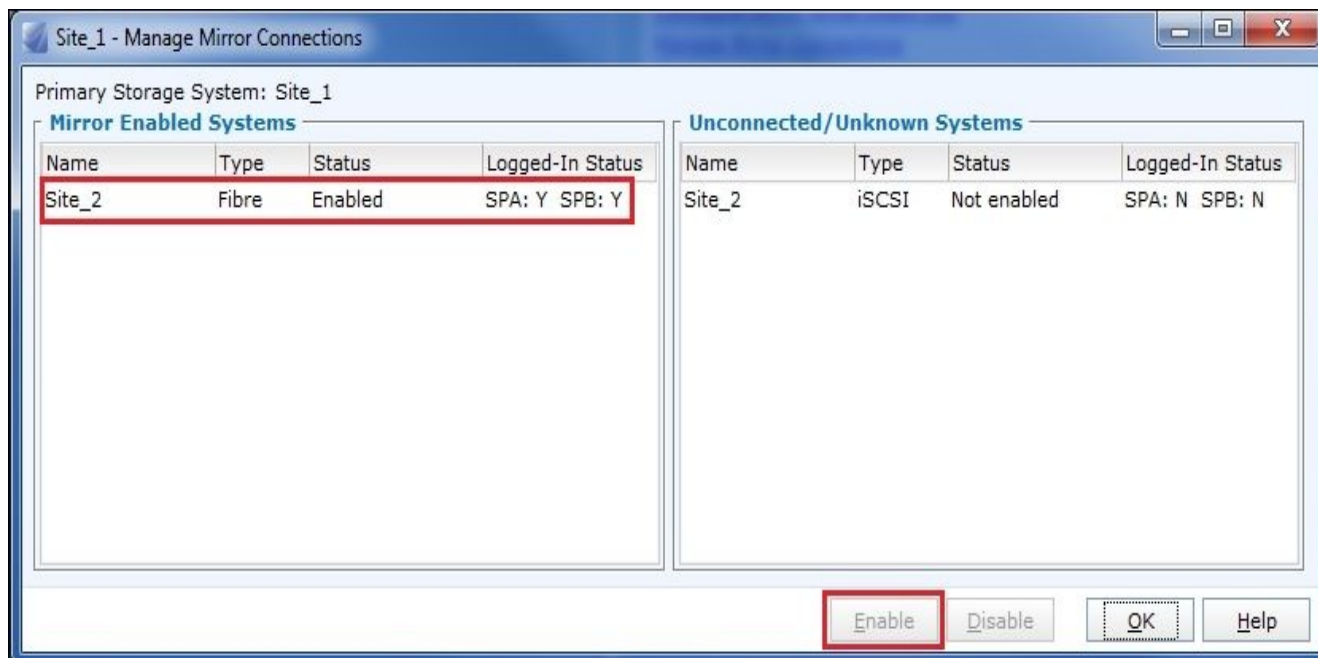 Site_1 - Manage Mirror Connections
X
Primary Storage System: Site_1
Mirror Enabled Systems
Name Type Status Logged-In Status
Site_2 Fibre Enabled SPA: Y SPB: Y
Unconnected/Unknown Systems
Name Type Status Logged-In Status
Site_2 iSCSI Not enabled SPA: N SPB: N
Enable Disable OK Help